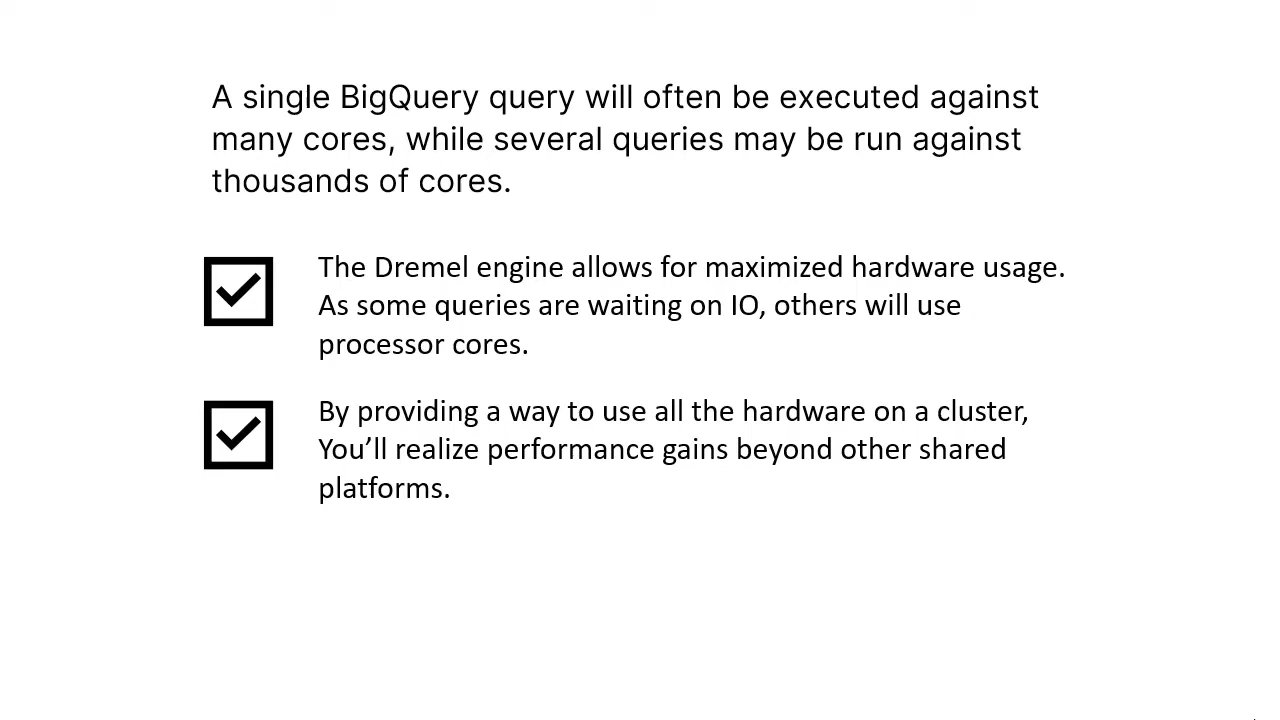 A single BigQuery query will often be executed against
many cores, while several queries may be run against
thousands of cores.
The Dremel engine allows for maximized hardware usage.
As some queries are waiting on IO, others will use
processor cores.
By providing a way to use all the hardware on a cluster,
You’ll realize performance gains beyond other shared
platforms.